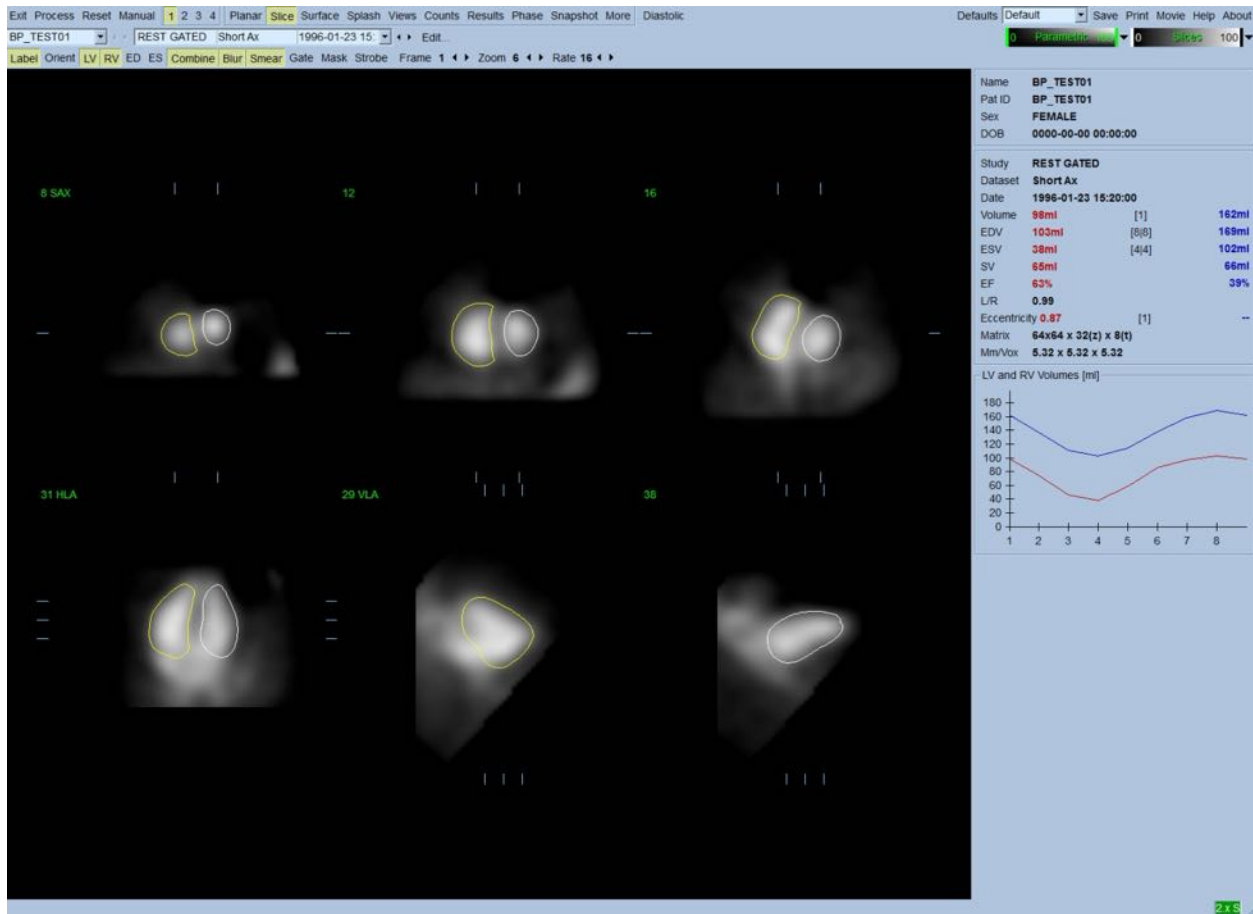 Exit Process Reset Manual 1 2 3 4 Planar Slice Surface Splash Views Counts Results Phase Snapshot More Diastolic Defaults Default Save Print Movie Help About
BP_TEST01 REST GATED Short Ax 1996-01-23 15: Edit... 0 Parametric 0 Slices 100
Label Orient LV RV ED ES Combine Blur Smear Gate Mask Strobe Frame 1 Zoom 6 Rate 16
Name BP_TEST01
Pat ID BP_TEST01
Sex FEMALE
DOB 0000-00-00 00:00:00
Study REST GATED
Dataset Short Ax
Date 1996-01-23 15:20:00
Volume 98ml [1] 162ml
EDV 103ml [8|8] 169ml
ESV 38ml [4|4] 102ml
SV 65ml 66ml
EF 63% 39%
L/R 0.99
Eccentricity 0.87 [1] --
Matrix 64x64 x 32(z) x 8(t)
Mm/Vox 5.32 x 5.32 x 5.32
LV and RV Volumes [ml]
180
160
140
120
100
80
60
40
20
0
1 2 3 4 5 6 7 8
8 SAX 12 16
31 HLA 29 VLA 38
2 x S